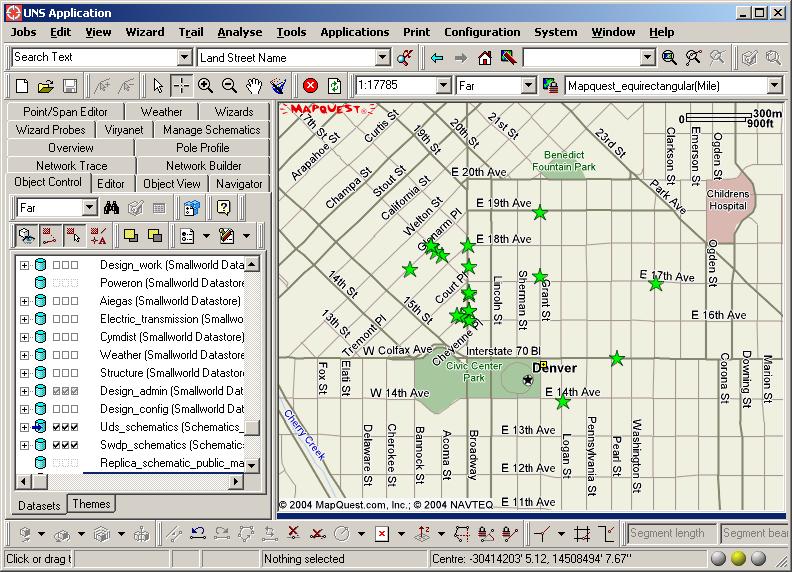 UNS Application
Jobs Edit View Wizard Trail Analyse Tools Applications Print Configuration System Window Help
Search Text
Land Street Name
1:17785
Far
Mapquest_equirectangular(Mile)
Point/Span Editor
Weather
Wizards
Wizard Probes
Viryanet
Manage Schematics
Overview
Pole Profile
Network Trace
Network Builder
Object Control
Editor
Object View
Navigator
Far
Design_work (Smallworld Data
Poweron (Smallworld Datastore)
Aiegas (Smallworld Datastore)
Electric_transmission (Smallwo
Cymdist (Smallworld Datastore)
Weather (Smallworld Datastore
Structure (Smallworld Datastore
Design_admin (Smallworld Dat
Design_config (Smallworld Dat
Uds_schematics (Schematics_
Swdp_schematics (Schematic:
Replica_schematic_public_ma
Datasets
Themes
MAPQUEST
300m
900ft
17th St
Curtis St
19th St
20th St
21st St
23rd St
Arapahoe St
Champa St
Stout St
California St
Welton St
Glenarm Pl
Court Pl
14th St
15th St
13th St
Tremont Pl
Cheyenne Pl
Benedict
Fountain Park
E 20th Ave
E 19th Ave
E 18th Ave
E 17th Ave
E 16th Ave
Park Ave
Clarkson St
Emerson St
Ogden St
Childrens
Hospital
Ogden St
Lincoln St
Sherman St
Grant St
W Colfax Ave
Interstate 70 Bl
Civic Center
Park
Denver
W 14th Ave
E 14th Ave
E 13th Ave
E 12th Ave
E 11th Ave
Fox St
Elati St
Cherry Creek
Delaware St
Cherokee St
Bannock St
Acoma St
Broadway
Logan St
Pennsylvania St
Pearl St
Washington St
Corona St
Downing St
Marion St
© 2004 MapQuest.com, Inc.; © 2004 NAVTEQ
Segment length
Segment bear
Click or drag t
Nothing selected
Centre: -30414203' 5.12, 14508494' 7.67"